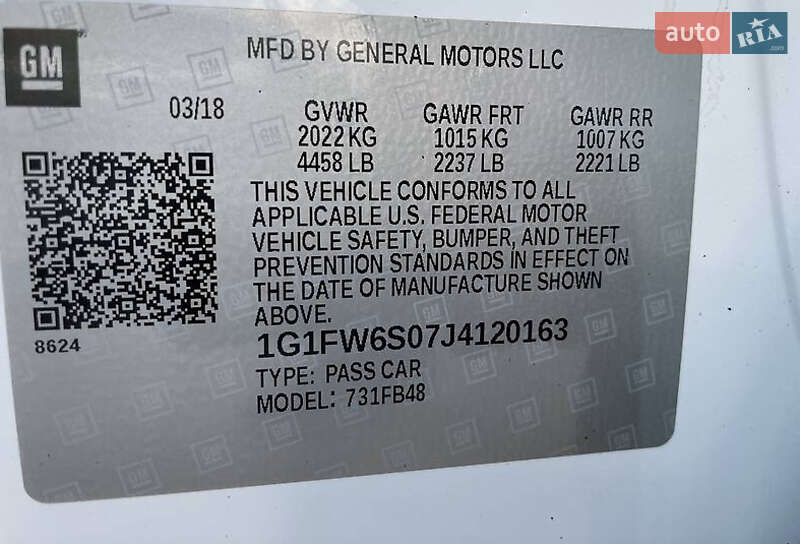 GM
MFD BY GENERAL MOTORS LLC
auto RIA
.com
03/18
GVWR GAWR FRT GAWR RR
2022 KG 1015 KG 1007 KG
4458 LB 2237 LB 2221 LB
THIS VEHICLE CONFORMS TO ALL
APPLICABLE U.S. FEDERAL MOTOR
VEHICLE SAFETY, BUMPER, AND THEFT
PREVENTION STANDARDS IN EFFECT ON
THE DATE OF MANUFACTURE SHOWN
ABOVE.
8624
1G1FW6S07J4120163
TYPE: PASS CAR
MODEL: 731FB48